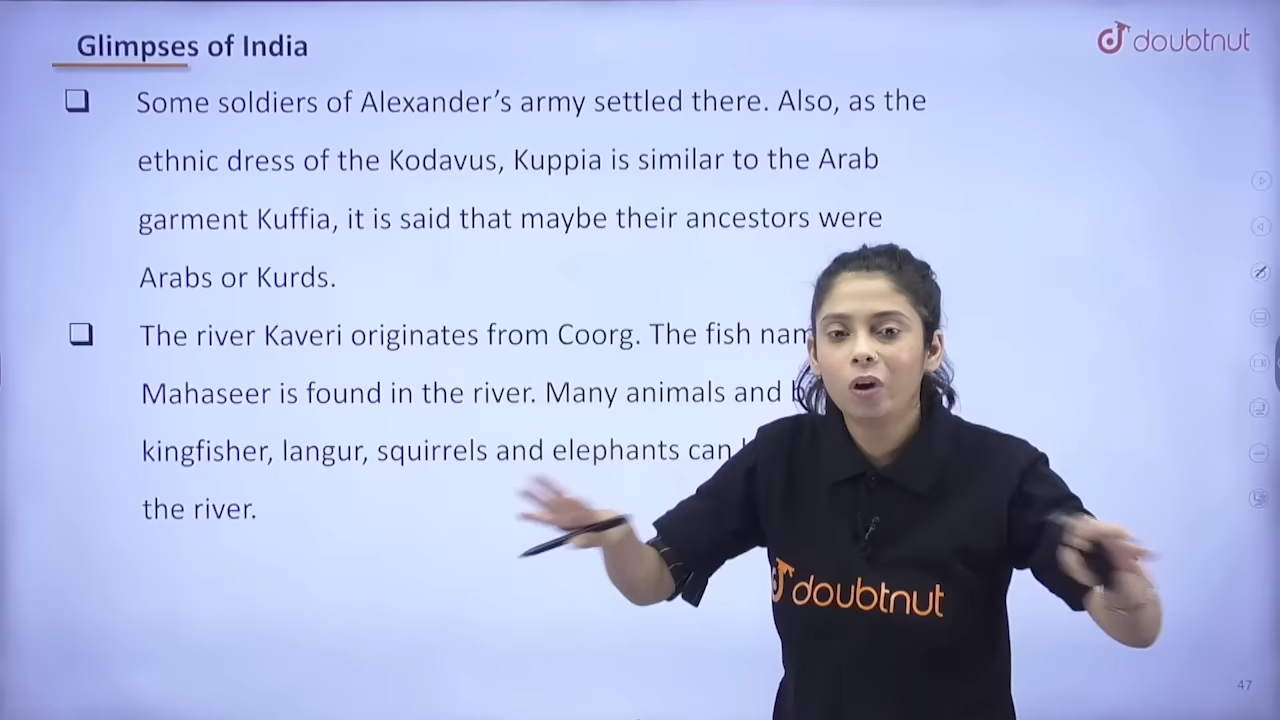 Glimpses of India
doubtnut
Some soldiers of Alexander’s army settled there. Also, as the
ethnic dress of the Kodavus, Kuppia is similar to the Arab
garment Kuffia, it is said that maybe their ancestors were
Arabs or Kurds.
The river Kaveri originates from Coorg. The fish
Mahaseer is found in the river. Many animals and
kingfisher, langur, squirrels and elephants can
the river.
doubtnut
47